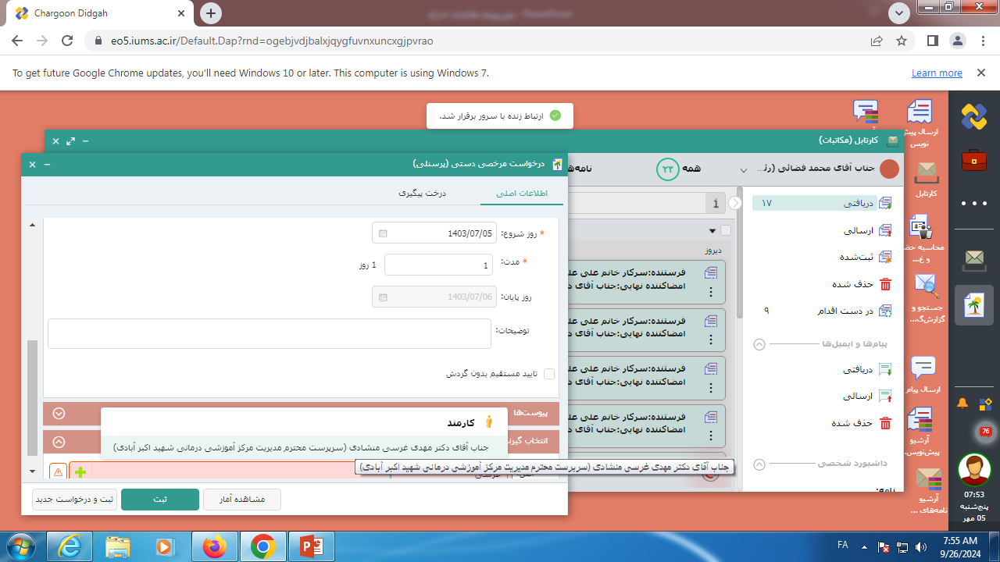 Chargoon Didgah
eo5.iums.ac.ir/Default.Dap?rnd=ogebjvdjbalxjqygfuvnxuncxgjpvrao
To get future Google Chrome updates, you'll need Windows 10 or later. This computer is using Windows 7.
Learn more
ارتباط زنده با سرور برقرار شد.
ارسال پیش
نویس
کارتابل
محاسبه حض
و غ...
جستجو و
گزارش‌گ...
ارسال پیام
آرشیو
پیش‌نویس...
آرشیو
نامه‌های ...
کارتابل (مکاتبات)
جناب آقای محمد فضائی (رئ...
همه
۲۳
نامه‌ه
دریافتی
۱۷
ارسالی
ثبت‌شده
حذف شده
در دست اقدام
۹
پیام‌ها و ایمیل‌ها
دریافتی
ارسالی
حذف شده
داشبورد شخصی
نامه:
دیروز
فرستنده:سرکار خانم علی عل
امضاکننده نهایی:جناب آقای د
فرستنده:سرکار خانم علی عل
امضاکننده نهایی:جناب آقای د
فرستنده:سرکار خانم علی عل
امضاکننده نهایی:جناب آقای د
فرستنده:سرکار خانم علی عل
امضاکننده نهایی:جناب آقای د
درخواست مرخصی دستی (پرسنلی)
اطلاعات اصلی
درخت پیگیری
* روز شروع:
1403/07/05
* مدت:
1
1 روز
روز پایان:
1403/07/06
توضیحات:
تایید مستقیم بدون گردش
پیوست‌ها
انتخاب گیرند
کارمند
جناب آقای دکتر مهدی غرسی منشادی (سرپرست محترم مدیریت مرکز آموزشی درمانی شهید اکبر آبادی)
جناب آقای دکتر مهدی غرسی منشادی (سرپرست محترم مدیریت مرکز آموزشی درمانی شهید اکبر آبادی)
ثبت و درخواست جدید
ثبت
مشاهده آمار
76
07:53
پنج‌شنبه
05 مهر
FA
7:55 AM
9/26/2024